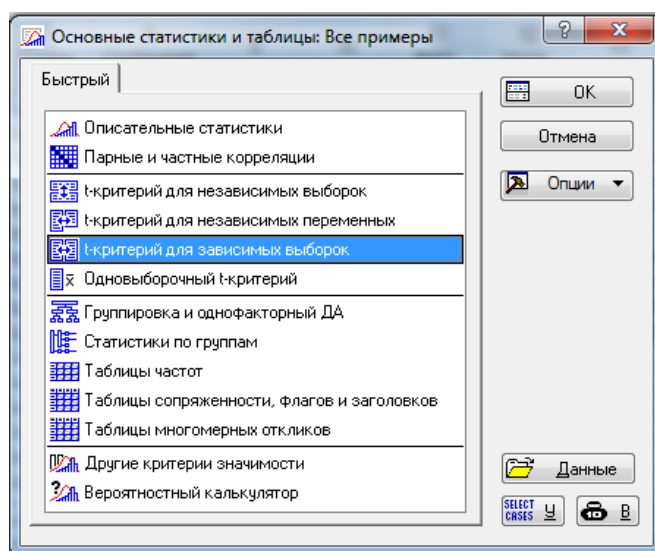 Основные статистики и таблицы: Все примеры
?
X
Быстрый
Описательные статистики
Парные и частные корреляции
t-критерий для независимых выборок
t-критерий для независимых переменных
t-критерий для зависимых выборок
Одновыборочный t-критерий
Группировка и однофакторный ДА
Статистики по группам
Таблицы частот
Таблицы сопряженности, флагов и заголовков
Таблицы многомерных откликов
Другие критерии значимости
Вероятностный калькулятор
OK
Отмена
Опции
Данные
SELECT
CASES
У
В